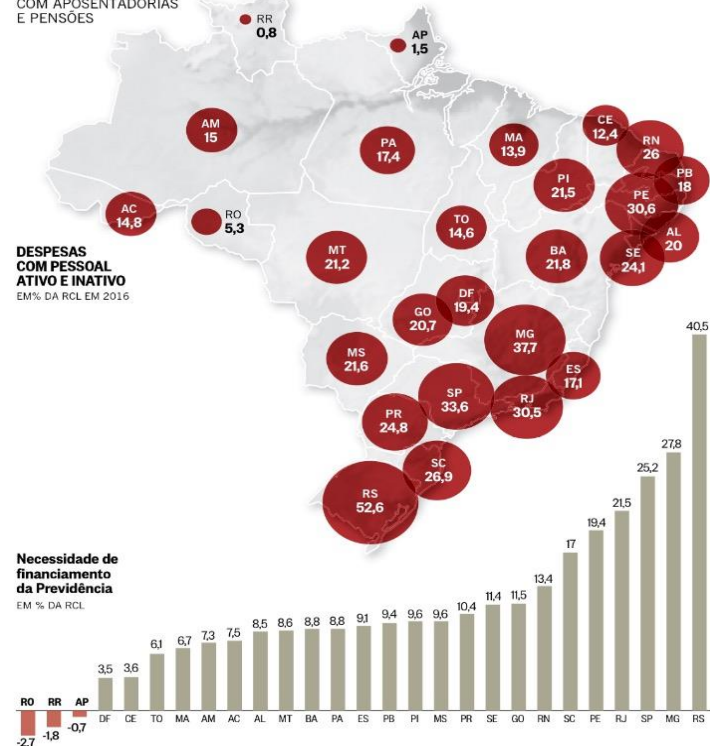 COM APOSENTADORIAS
E PENSÕES
RR
0,8
AP
1,5
AM
15
PA
17,4
MA
13,9
CE
12,4
RN
26
PI
21,5
PB
18
PE
30,6
AC
14,8
RO
5,3
TO
14,6
AL
20
MT
21,2
BA
21,8
SE
24,1
DESPESAS
COM PESSOAL
ATIVO E INATIVO
EM% DA RCL EM 2016
DF
19,4
GO
20,7
MG
37,7
MS
21,6
ES
17,1
SP
33,6
RJ
30,5
PR
24,8
SC
26,9
RS
52,6
Necessidade de
financiamento
da Previdência
EM % DA RCL
3,5 3,6 6,1 6,7 7,3 7,5 8,5 8,6 8,8 8,8 9,1 9,4 9,6 9,6 10,4 11,4 11,5 13,4 17 19,4 21,5 25,2 27,8 40,5
RO RR AP DF CE TO MA AM AC AL MT BA PA ES PB PI MS PR SE GO RN SC PE RJ SP MG RS
-2,7 -1,8 -0,7